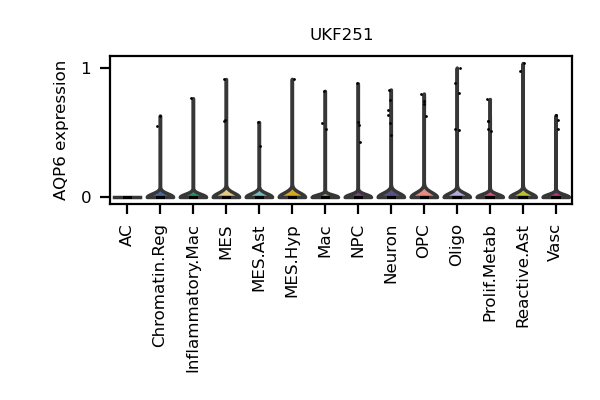 UKF251
AQP6 expression
1
0
AC
Chromatin.Reg
Inflammatory.Mac
MES
MES.Ast
MES.Hyp
Mac
NPC
Neuron
OPC
Oligo
Prolif.Metab
Reactive.Ast
Vasc